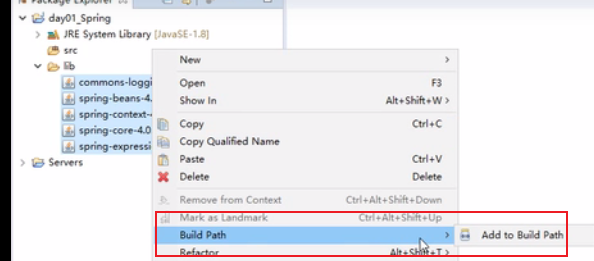 Package Explorer
day01_Spring
JRE System Library [JavaSE-1.8]
src
lib
commons-loggi
spring-beans-4.
spring-context-
spring-core-4.0
spring-expressi
Servers
New
Open F3
Show In Alt+Shift+W
Copy Ctrl+C
Copy Qualified Name
Paste Ctrl+V
Delete Delete
Remove from Context Ctrl+Alt+Shift+Down
Mark as Landmark Ctrl+Alt+Shift+Up
Build Path Add to Build Path
Refactor Alt+Shift+T